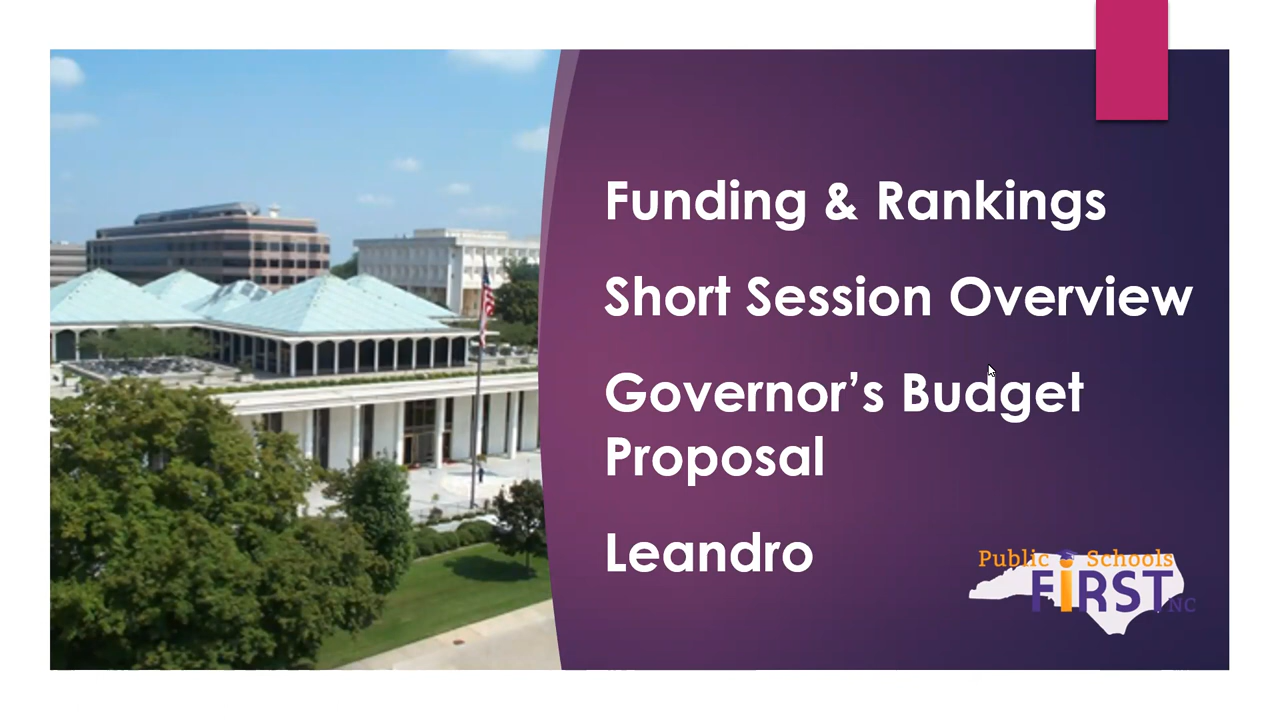 Funding & Rankings
Short Session Overview
Governor’s Budget
Proposal
Leandro
Public Schools
FiRST NC